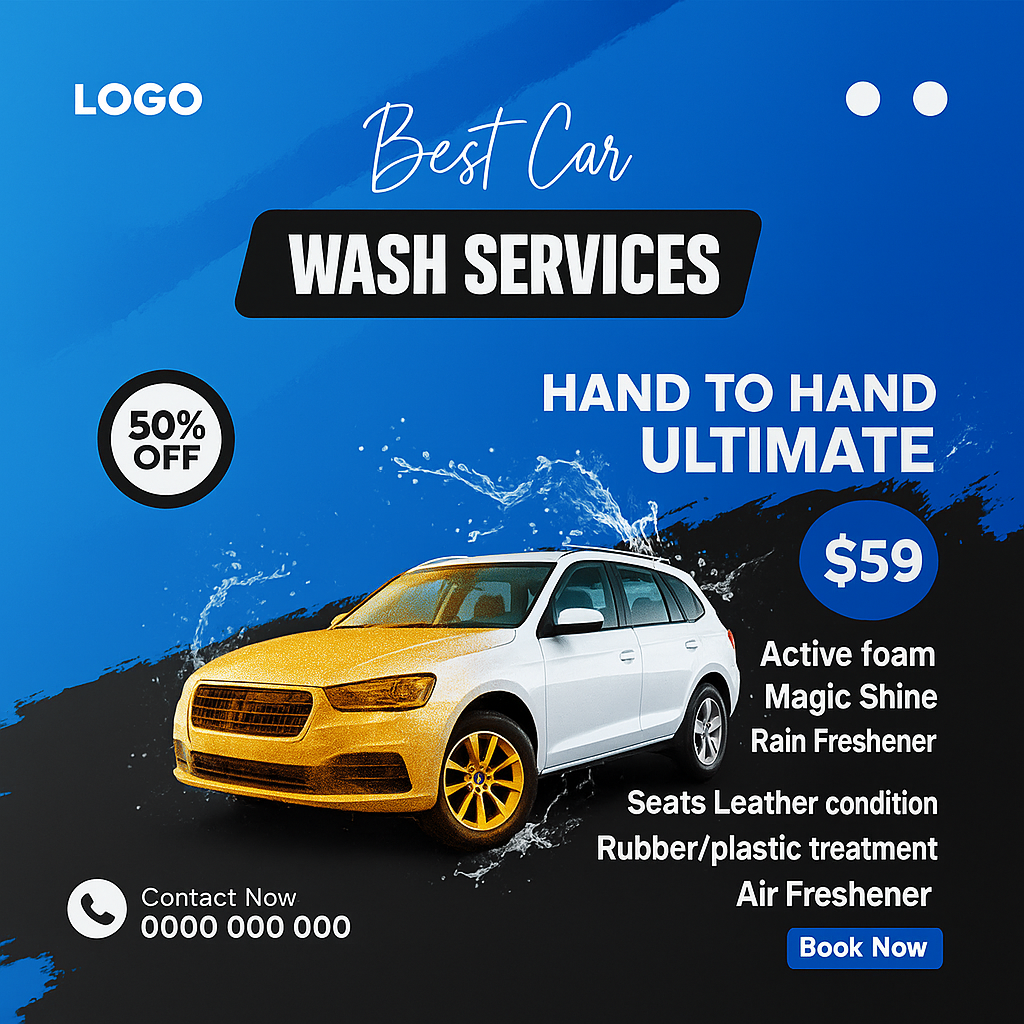 LOGO
Best Car
WASH SERVICES
50%
OFF
HAND TO HAND
ULTIMATE
$59
Active foam
Magic Shine
Rain Freshener
Seats Leather condition
Rubber/plastic treatment
Air Freshener
Book Now
Contact Now
0000 000 000